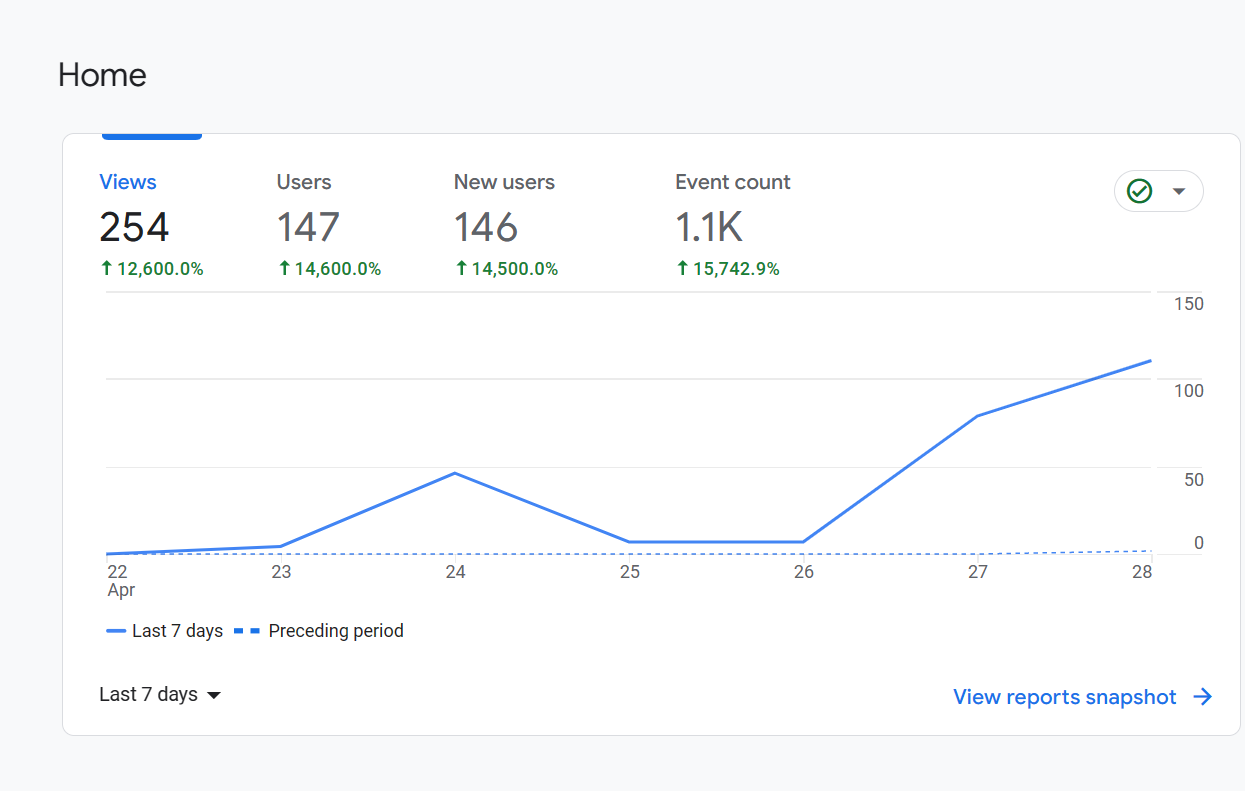 Home
Views Users New users Event count
254 147 146 1.1K
↑ 12,600.0% ↑ 14,600.0% ↑ 14,500.0% ↑ 15,742.9%
150
100
50
0
22 23 24 25 26 27 28
Apr
Last 7 days Preceding period
Last 7 days View reports snapshot →